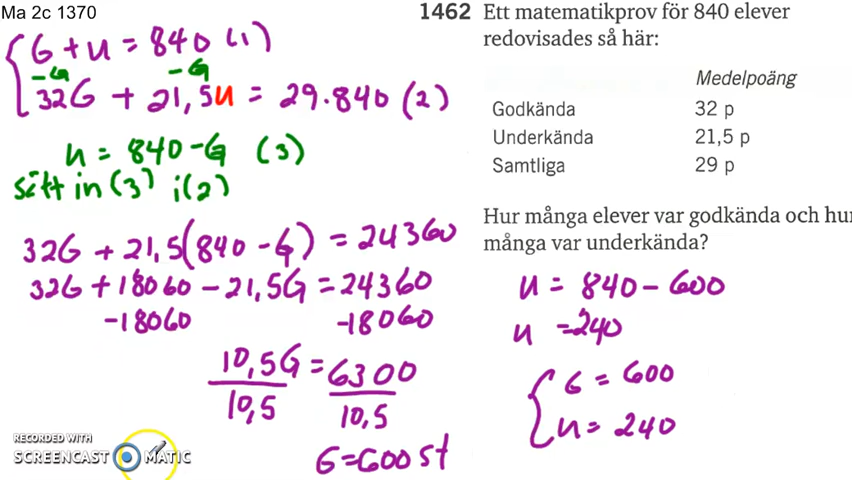 Ma 2c 1370
G + u = 840 (1)
-G -G
32G + 21,5u = 29·840 (2)
u = 840 - G (3)
sätt in (3) i (2)
32G + 21,5(840 - G) = 24360
32G + 18060 - 21,5G = 24360
-18060 -18060
10,5G = 6300
10,5 10,5
G = 600 st
RECORDED WITH
SCREENCAST MATIC
1462 Ett matematikprov för 840 elever
redovisades så här:
Medelpoäng
Godkända 32 p
Underkända 21,5 p
Samtliga 29 p
Hur många elever var godkända och hur
många var underkända?
u = 840 - 600
u = 240
G = 600
u = 240